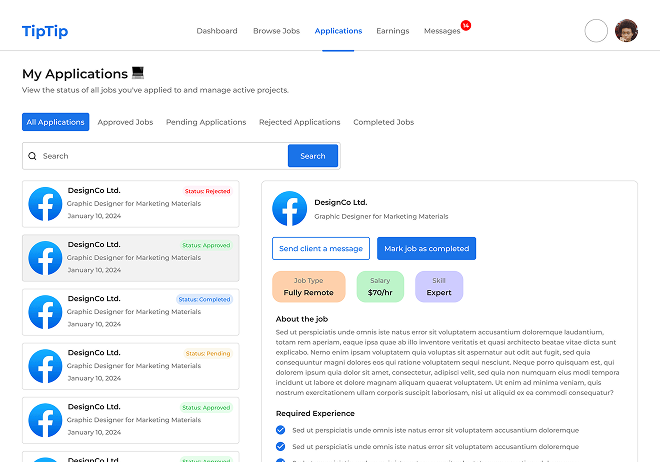 TipTip
Dashboard
Browse Jobs
Applications
Earnings
Messages
14
My Applications
View the status of all jobs you've applied to and manage active projects.
All Applications
Approved Jobs
Pending Applications
Rejected Applications
Completed Jobs
Search
Search
DesignCo Ltd.
Status: Rejected
Graphic Designer for Marketing Materials
January 10, 2024
DesignCo Ltd.
Status: Approved
Graphic Designer for Marketing Materials
January 10, 2024
DesignCo Ltd.
Status: Completed
Graphic Designer for Marketing Materials
January 10, 2024
DesignCo Ltd.
Status: Pending
Graphic Designer for Marketing Materials
January 10, 2024
DesignCo Ltd.
Status: Approved
Graphic Designer for Marketing Materials
January 10, 2024
DesignCo Ltd.
Status: Approved
DesignCo Ltd.
Graphic Designer for Marketing Materials
Send client a message
Mark job as completed
Job Type
Fully Remote
Salary
$70/hr
Skill
Expert
About the job
Sed ut perspiciatis unde omnis iste natus error sit voluptatem accusantium doloremque laudantium,
totam rem aperiam, eaque ipsa quae ab illo inventore veritatis et quasi architecto beatae vitae dicta sunt
explicabo. Nemo enim ipsam voluptatem quia voluptas sit aspernatur aut odit aut fugit, sed quia
consequuntur magni dolores eos qui ratione voluptatem sequi nesciunt. Neque porro quisquam est, qui
dolorem ipsum quia dolor sit amet, consectetur, adipisci velit, sed quia non numquam eius modi tempora
incidunt ut labore et dolore magnam aliquam quaerat voluptatem. Ut enim ad minima veniam, quis
nostrum exercitationem ullam corporis suscipit laboriosam, nisi ut aliquid ex ea commodi consequatur?
Required Experience
Sed ut perspiciatis unde omnis iste natus error sit voluptatem accusantium doloremque
Sed ut perspiciatis unde omnis iste natus error sit voluptatem accusantium doloremque